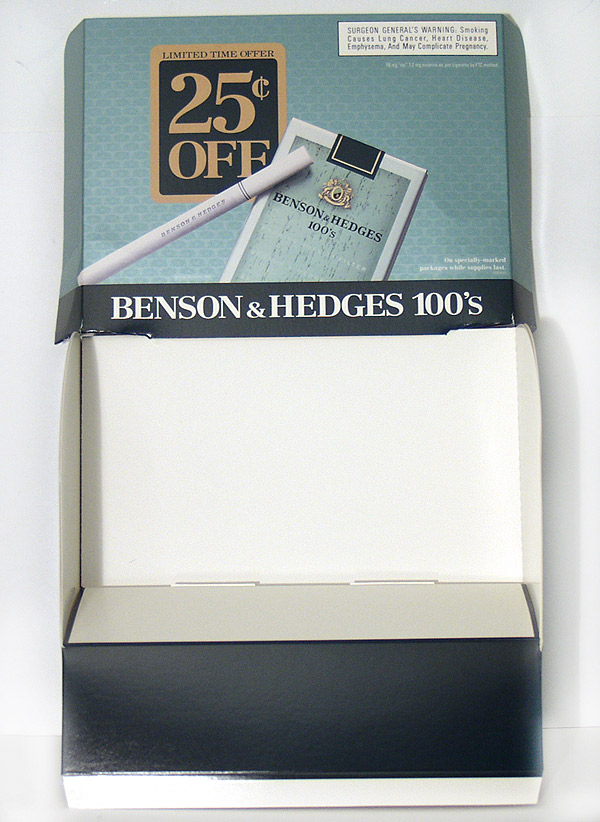 SURGEON GENERAL'S WARNING: Smoking
Causes Lung Cancer, Heart Disease,
Emphysema, And May Complicate Pregnancy.
LIMITED TIME OFFER
25¢
OFF
BENSON & HEDGES
BENSON & HEDGES
100's
On specially-marked
packages while supplies last.
BENSON & HEDGES 100's